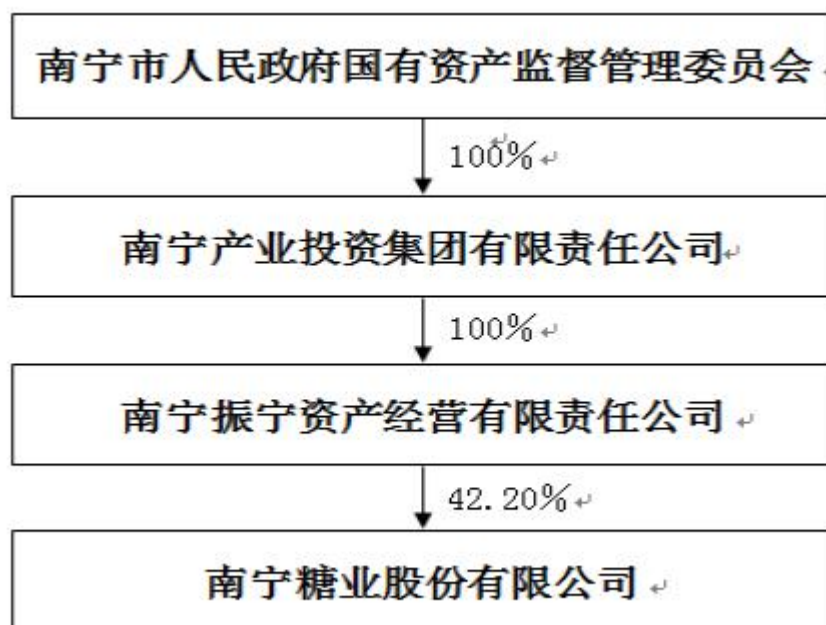 南宁市人民政府国有资产监督管理委员会
100%
南宁产业投资集团有限责任公司
100%
南宁振宁资产经营有限责任公司
42.20%
南宁糖业股份有限公司